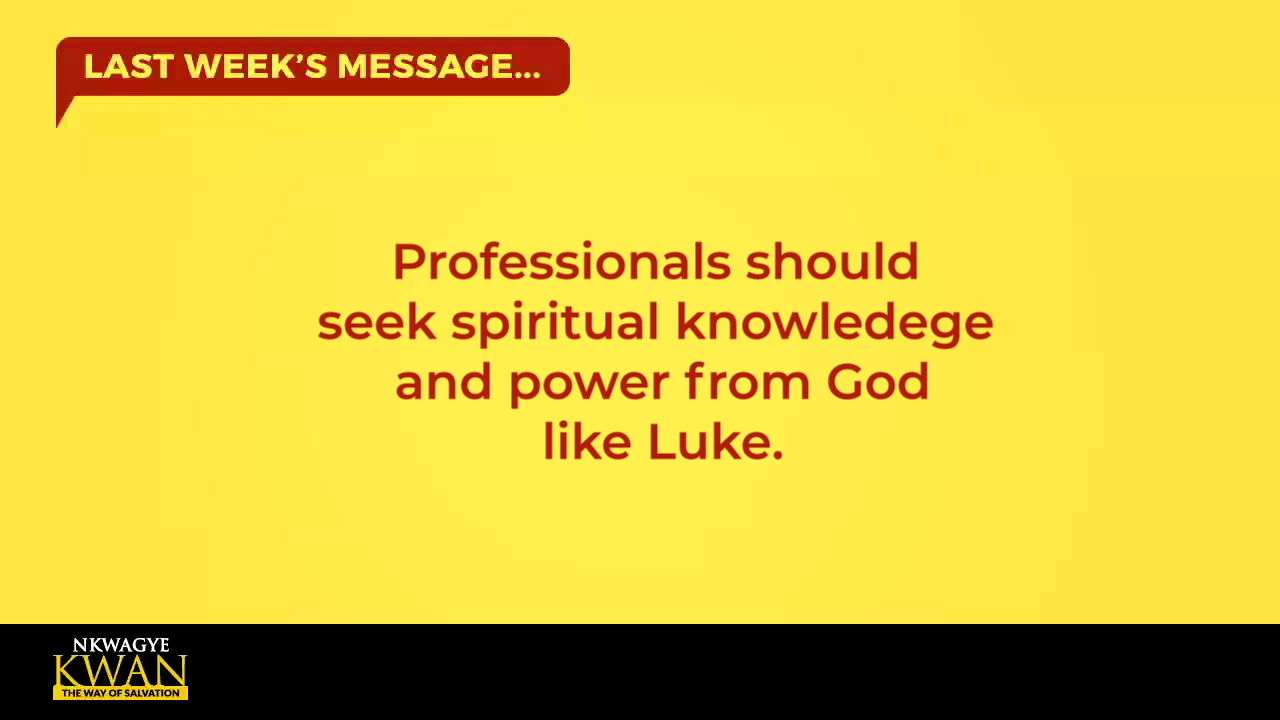 LAST WEEK’S MESSAGE...
Professionals should
seek spiritual knowledege
and power from God
like Luke.
NKWAGYE
KWAN
THE WAY OF SALVATION